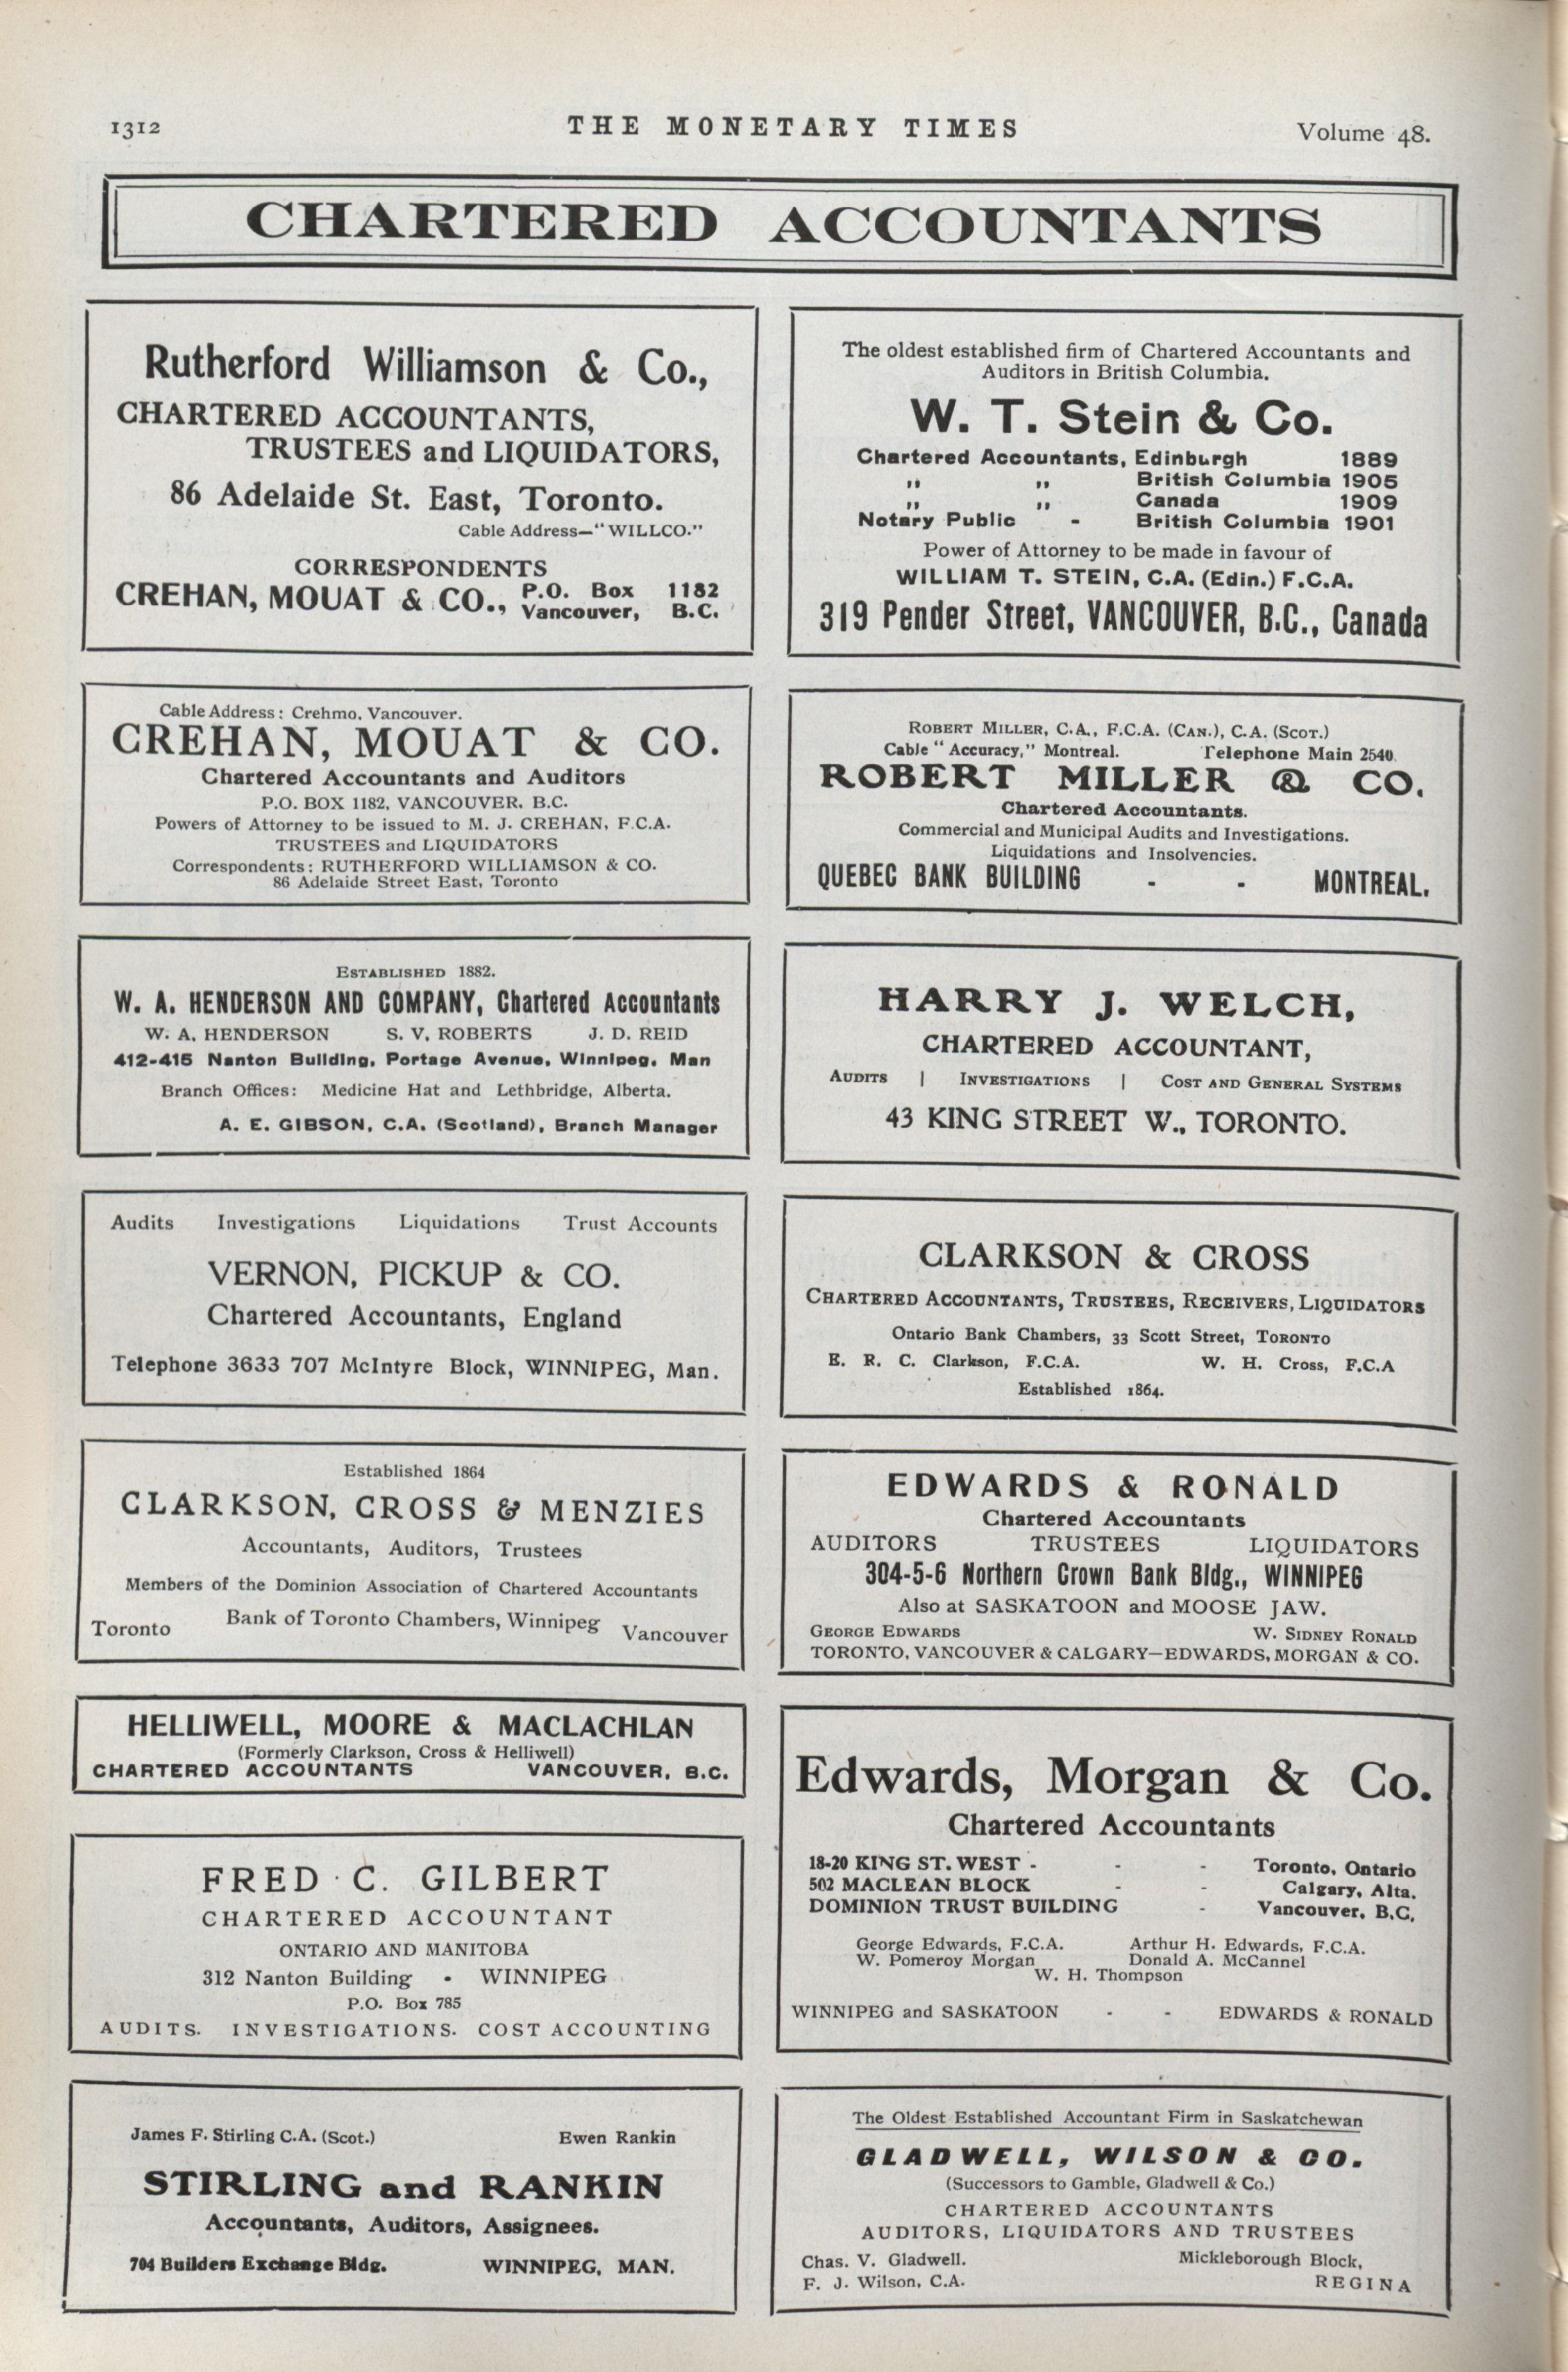 1312 THE MONETARY TIMES Volume 48.
CHARTERED ACCOUNTANTS
Rutherford Williamson & Co.,
CHARTERED ACCOUNTANTS,
TRUSTEES and LIQUIDATORS,
86 Adelaide St. East, Toronto.
Cable Address—"WILLCO."
CORRESPONDENTS
CREHAN, MOUAT & CO., P.O. Box 1182
Vancouver, B.C.
Cable Address: Crehmo, Vancouver.
CREHAN, MOUAT & CO.
Chartered Accountants and Auditors
P.O. BOX 1182, VANCOUVER. B.C.
Powers of Attorney to be issued to M. J. CREHAN, F.C.A.
TRUSTEES and LIQUIDATORS
Correspondents: RUTHERFORD WILLIAMSON & CO.
86 Adelaide Street East, Toronto
ESTABLISHED 1882.
W. A. HENDERSON AND COMPANY, Chartered Accountants
W. A. HENDERSON S. V. ROBERTS J. D. REID
412-415 Nanton Building, Portage Avenue, Winnipeg, Man
Branch Offices: Medicine Hat and Lethbridge, Alberta.
A. E. GIBSON, C.A. (Scotland), Branch Manager
Audits Investigations Liquidations Trust Accounts
VERNON, PICKUP & CO.
Chartered Accountants, England
Telephone 3633 707 McIntyre Block, WINNIPEG, Man.
Established 1864
CLARKSON, CROSS & MENZIES
Accountants, Auditors, Trustees
Members of the Dominion Association of Chartered Accountants
Toronto Bank of Toronto Chambers, Winnipeg Vancouver
HELLIWELL, MOORE & MACLACHLAN
(Formerly Clarkson, Cross & Helliwell)
CHARTERED ACCOUNTANTS VANCOUVER, B.C.
FRED C. GILBERT
CHARTERED ACCOUNTANT
ONTARIO AND MANITOBA
312 Nanton Building - WINNIPEG
P.O. Box 785
AUDITS. INVESTIGATIONS. COST ACCOUNTING
James F. Stirling C.A. (Scot.) Ewen Rankin
STIRLING and RANKIN
Accountants, Auditors, Assignees.
704 Builders Exchange Bldg. WINNIPEG, MAN.
The oldest established firm of Chartered Accountants and
Auditors in British Columbia.
W. T. Stein & Co.
Chartered Accountants, Edinburgh 1889
,, ,, British Columbia 1905
,, ,, Canada 1909
Notary Public - British Columbia 1901
Power of Attorney to be made in favour of
WILLIAM T. STEIN, C.A. (Edin.) F.C.A.
319 Pender Street, VANCOUVER, B.C., Canada
ROBERT MILLER, C.A., F.C.A. (CAN.), C.A. (SCOT.)
Cable "Accuracy," Montreal. Telephone Main 2540.
ROBERT MILLER & CO.
Chartered Accountants.
Commercial and Municipal Audits and Investigations.
Liquidations and Insolvencies.
QUEBEC BANK BUILDING - - MONTREAL.
HARRY J. WELCH,
CHARTERED ACCOUNTANT,
AUDITS | INVESTIGATIONS | COST AND GENERAL SYSTEMS
43 KING STREET W., TORONTO.
CLARKSON & CROSS
CHARTERED ACCOUNTANTS, TRUSTEES, RECEIVERS, LIQUIDATORS
Ontario Bank Chambers, 33 Scott Street, TORONTO
E. R. C. Clarkson, F.C.A. W. H. Cross, F.C.A
Established 1864.
EDWARDS & RONALD
Chartered Accountants
AUDITORS TRUSTEES LIQUIDATORS
304-5-6 Northern Crown Bank Bldg., WINNIPEG
Also at SASKATOON and MOOSE JAW.
GEORGE EDWARDS W. SIDNEY RONALD
TORONTO, VANCOUVER & CALGARY—EDWARDS, MORGAN & CO.
Edwards, Morgan & Co.
Chartered Accountants
18-20 KING ST. WEST - - - Toronto, Ontario
502 MACLEAN BLOCK - - Calgary, Alta.
DOMINION TRUST BUILDING - Vancouver, B.C.
George Edwards, F.C.A. Arthur H. Edwards, F.C.A.
W. Pomeroy Morgan Donald A. McCannel
W. H. Thompson
WINNIPEG and SASKATOON - - EDWARDS & RONALD
The Oldest Established Accountant Firm in Saskatchewan
GLADWELL, WILSON & CO.
(Successors to Gamble, Gladwell & Co.)
CHARTERED ACCOUNTANTS
AUDITORS, LIQUIDATORS AND TRUSTEES
Chas. V. Gladwell. Mickleborough Block,
F. J. Wilson, C.A. REGINA